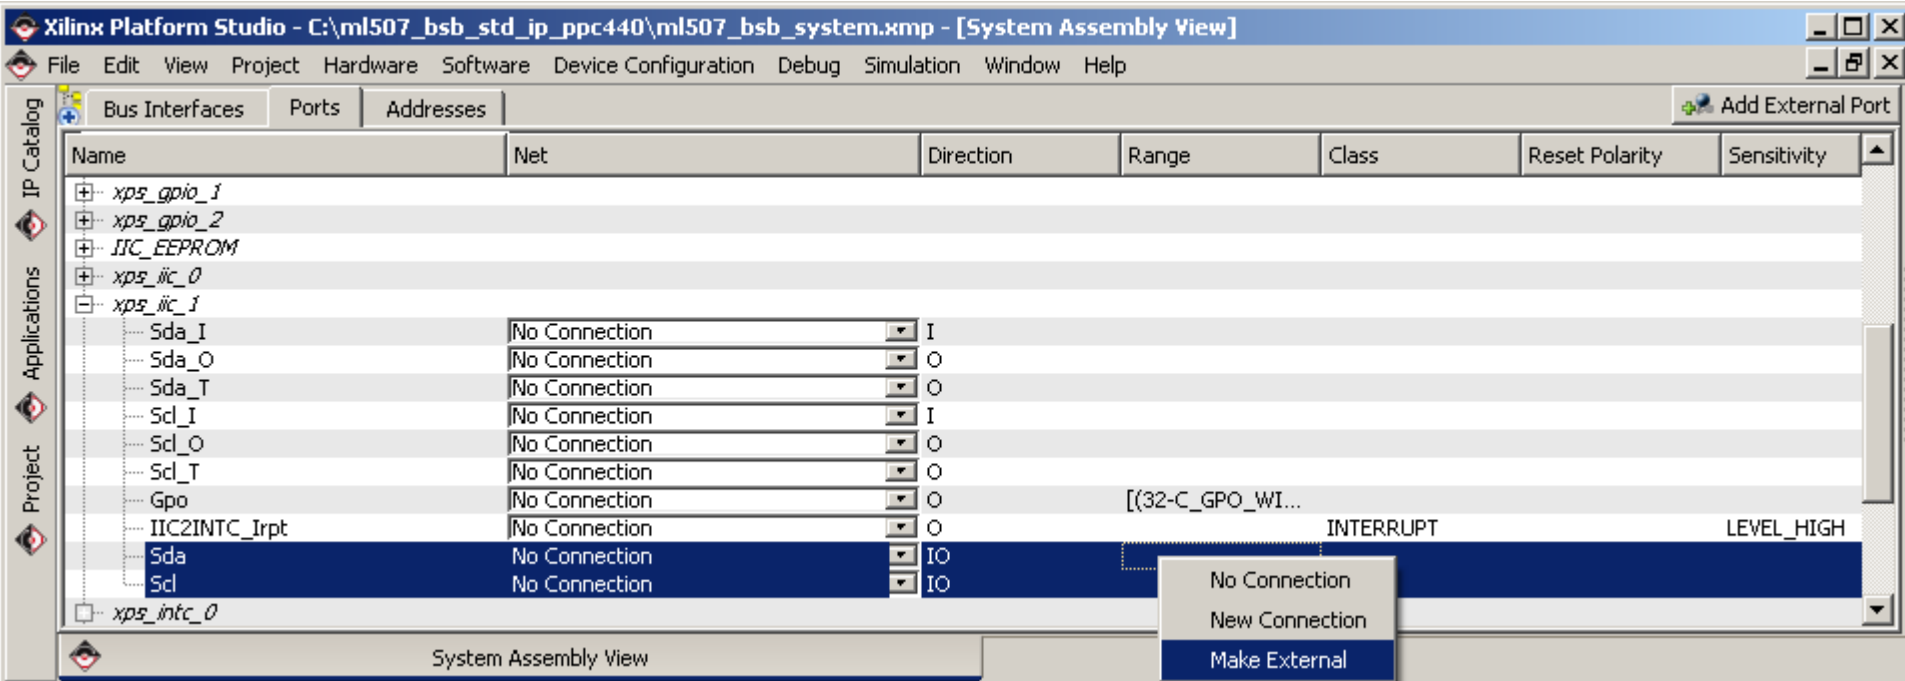 Xilinx Platform Studio - C:\ml507_bsb_std_ip_ppc440\ml507_bsb_system.xmp - [System Assembly View]
File Edit View Project Hardware Software Device Configuration Debug Simulation Window Help
Bus Interfaces Ports Addresses Add External Port
IP Catalog
Applications
Project
Name Net Direction Range Class Reset Polarity Sensitivity
xps_gpio_1
xps_gpio_2
IIC_EEPROM
xps_iic_0
xps_iic_1
Sda_I No Connection I
Sda_O No Connection O
Sda_T No Connection O
Scl_I No Connection I
Scl_O No Connection O
Scl_T No Connection O
Gpo No Connection O [(32-C_GPO_WI...
IIC2INTC_Irpt No Connection O INTERRUPT LEVEL_HIGH
Sda No Connection IO
Scl No Connection IO
xps_intc_0
No Connection
New Connection
Make External
System Assembly View